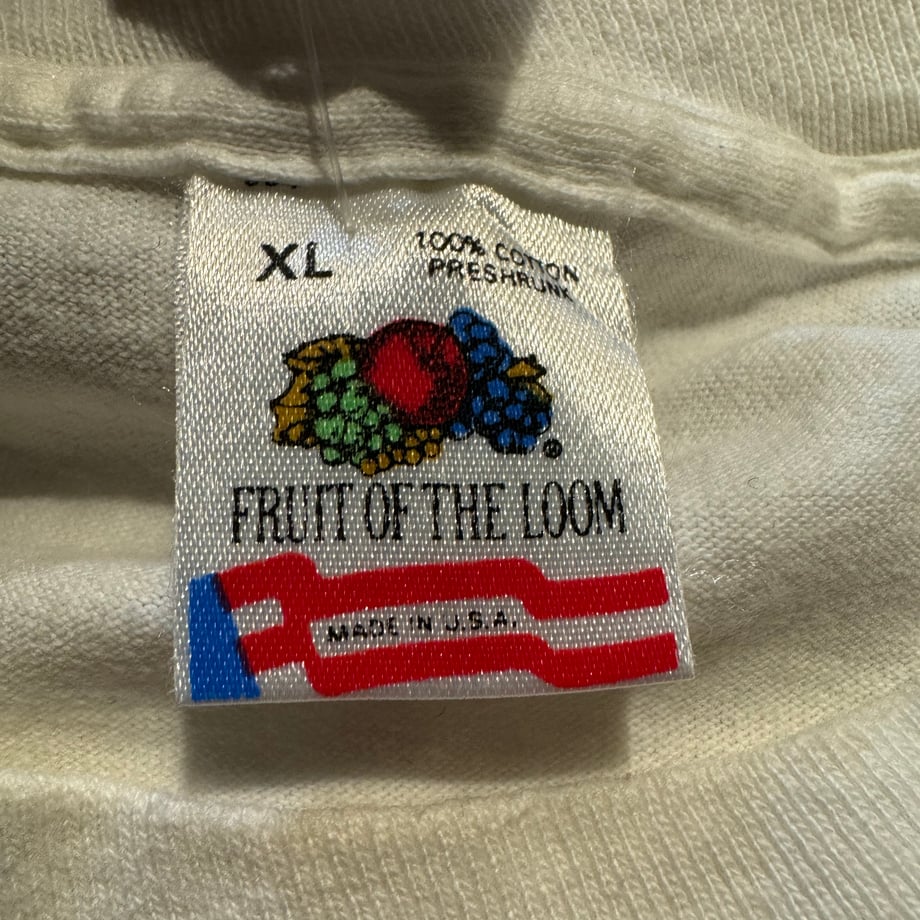 XL
100% COTTON
PRESHRUNK
®
FRUIT OF THE LOOM
MADE IN U.S.A.